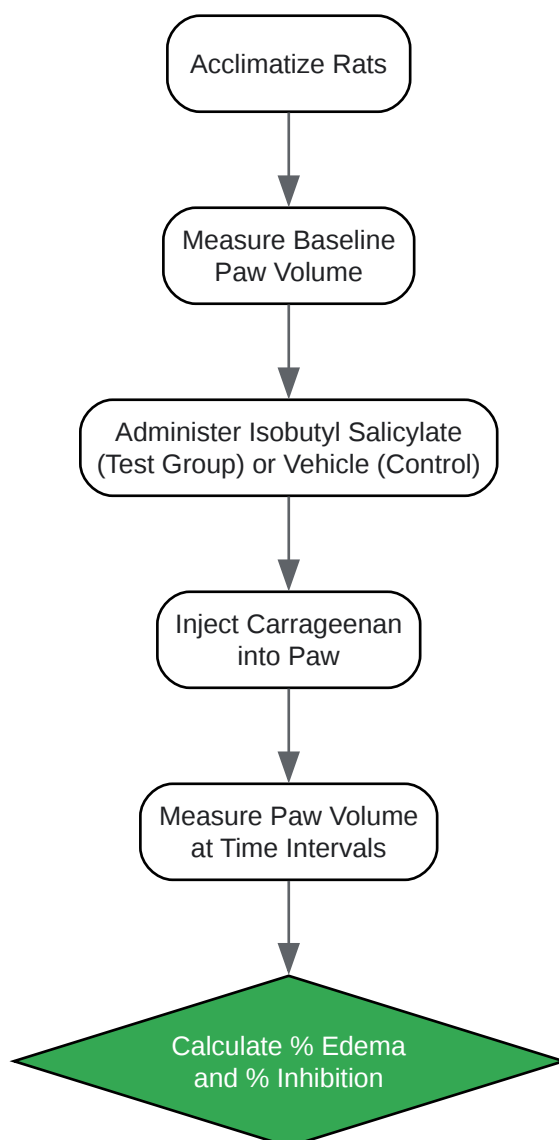 Acclimatize Rats
Measure Baseline
Paw Volume
Administer Isobutyl Salicylate
(Test Group) or Vehicle (Control)
Inject Carrageenan
into Paw
Measure Paw Volume
at Time Intervals
Calculate % Edema
and % Inhibition